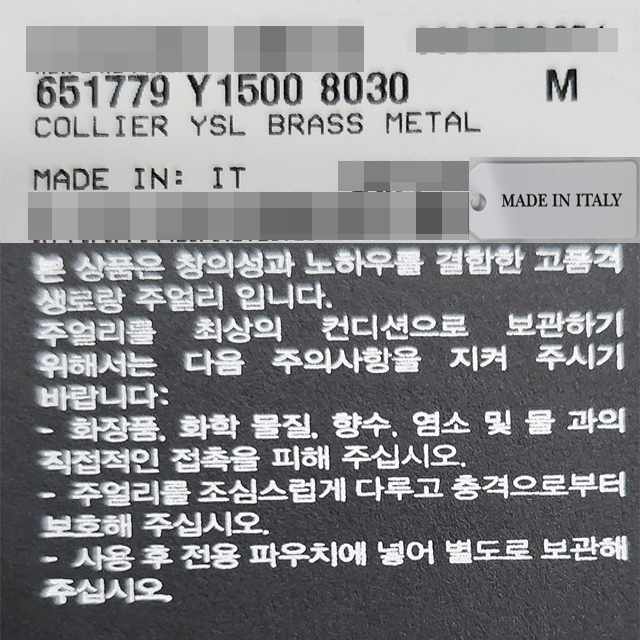 651779 Y1500 8030 M
COLLIER YSL BRASS METAL
MADE IN: IT
MADE IN ITALY
본 상품은 창의성과 노하우를 결합한 고품격
생로랑 주얼리 입니다.
주얼리를 최상의 컨디션으로 보관하기
위해서는 다음 주의사항을 지켜 주시기
바랍니다:
- 화장품, 화학 물질, 향수, 염소 및 물 과의
직접적인 접촉을 피해 주십시오.
- 주얼리를 조심스럽게 다루고 충격으로부터
보호해 주십시오.
- 사용 후 전용 파우치에 넣어 별도로 보관해
주십시오.